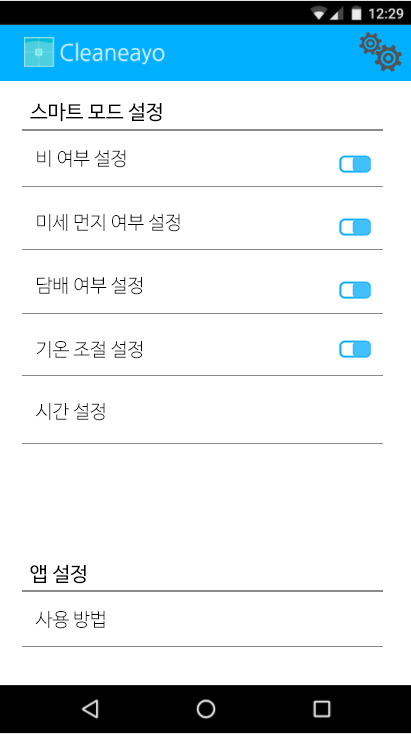 12:29
Cleaneayo
스마트 모드 설정
비 여부 설정
미세 먼지 여부 설정
담배 여부 설정
기온 조절 설정
시간 설정
앱 설정
사용 방법